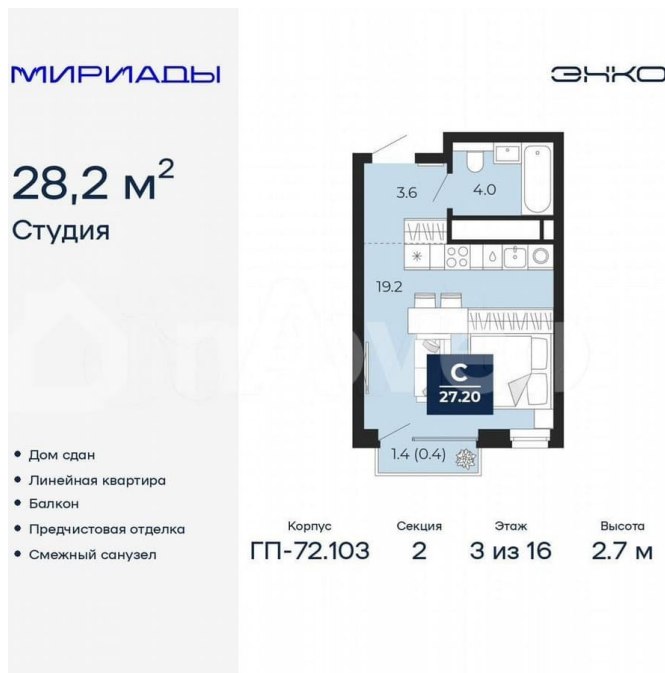 МИРИАДЫ
ЭНКО
28,2 м²
Студия
3.6
4.0
19.2
С
27.20
1.4 (0.4)
• Дом сдан
• Линейная квартира
• Балкон
• Предчистовая отделка
• Смежный санузел
Корпус Секция Этаж Высота
ГП-72.103 2 3 из 16 2.7 м